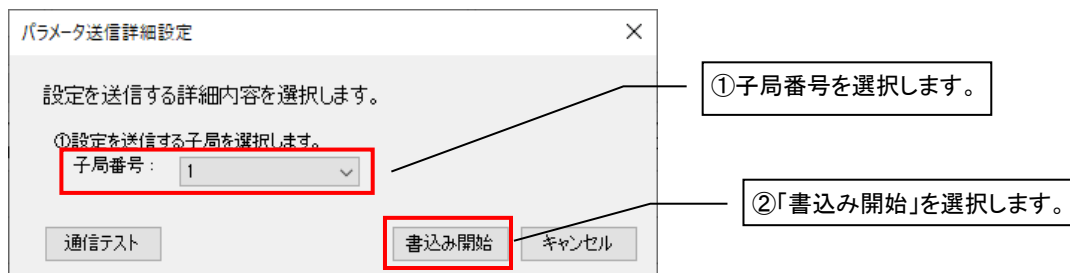 パラメータ送信詳細設定
設定を送信する詳細内容を選択します。
①設定を送信する子局を選択します。
子局番号： 1
通信テスト 書込み開始 キャンセル
①子局番号を選択します。
②「書込み開始」を選択します。